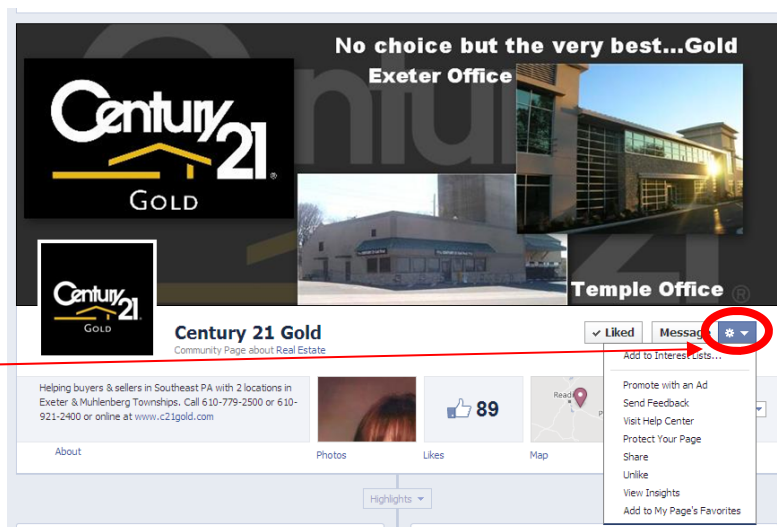 No choice but the very best...Gold
Exeter Office
Century 21®
GOLD
Temple Office ®
Century 21
GOLD
Century 21 Gold
Community Page about Real Estate
✓ Liked
Message
Add to Interest Lists...
Promote with an Ad
Send Feedback
Visit Help Center
Protect Your Page
Share
Unlike
View Insights
Add to My Page's Favorites
Helping buyers & sellers in Southeast PA with 2 locations in
Exeter & Muhlenberg Townships. Call 610-779-2500 or 610-
921-2400 or online at www.c21gold.com
89
Read
About
Photos
Likes
Map
Highlights